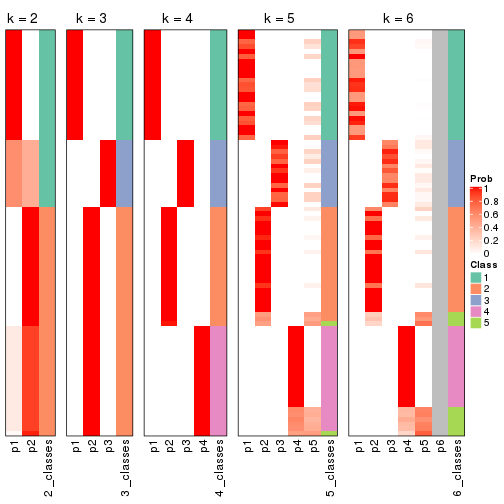 k = 2
k = 3
k = 4
k = 5
k = 6
p1
p2
2_classes
p1
p2
p3
3_classes
p1
p2
p3
p4
4_classes
p1
p2
p3
p4
p5
5_classes
p1
p2
p3
p4
p5
p6
6_classes
Prob
1
0.8
0.6
0.4
0.2
0
Class
1
2
3
4
5